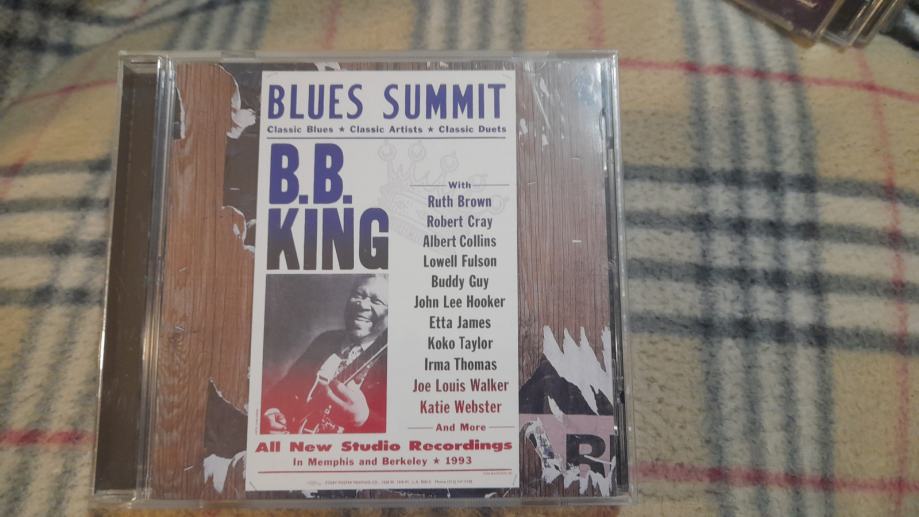 BLUES SUMMIT
Classic Blues ★ Classic Artists ★ Classic Duets
B.B.
KING
With
Ruth Brown
Robert Cray
Albert Collins
Lowell Fulson
Buddy Guy
John Lee Hooker
Etta James
Koko Taylor
Irma Thomas
Joe Louis Walker
Katie Webster
And More
All New Studio Recordings
In Memphis and Berkeley ★ 1993
R